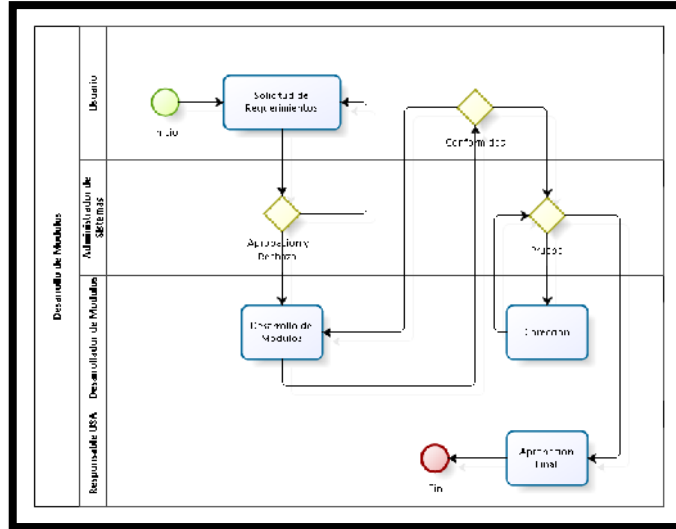 Desarrollo de Modulos
Usuario
Administrador de
Sistemas
Desarrollador de Modulos
Responsable USA
Inicio
Solicitud de
Requerimientos
Conformidad
Aprobacion y
Rechazo
Prueba
Desarrollo de
Modulos
Correccion
Aprobacion
Final
Fin